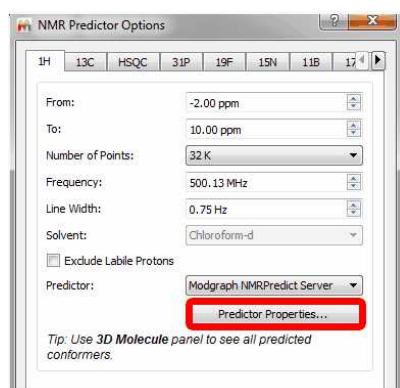 NMR Predictor Options
1H 13C HSQC 31P 19F 15N 11B 17
From: -2.00 ppm
To: 10.00 ppm
Number of Points: 32 K
Frequency: 500.13 MHz
Line Width: 0.75 Hz
Solvent: Chloroform-d
Exclude Labile Protons
Predictor: Modgraph NMRPredict Server
Predictor Properties...
Tip: Use 3D Molecule panel to see all predicted
conformers.